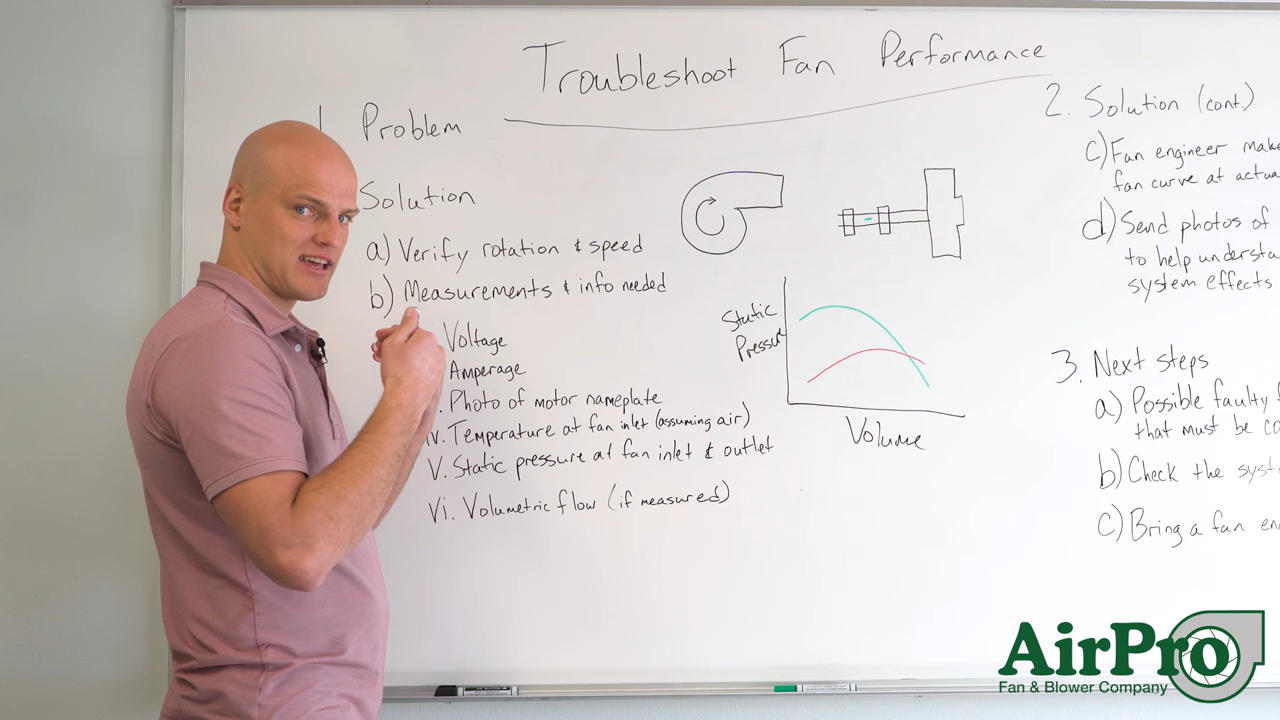 Troubleshoot Fan Performance
1 Problem
Solution
a) Verify rotation & speed
b) Measurements & info needed
Voltage
Amperage
. Photo of motor nameplate
iv. Temperature at fan inlet (assuming air)
V. Static pressure at fan inlet & outlet
Vi. Volumetric flow (if measured)
Static
Pressure
Volume
2. Solution (cont.)
c) Fan engineer make
fan curve at actua
d) Send photos of
to help understa
system effects
3. Next steps
a) Possible faulty
that must be co
b) Check the syst
c) Bring a fan en
AirPro
Fan & Blower Company